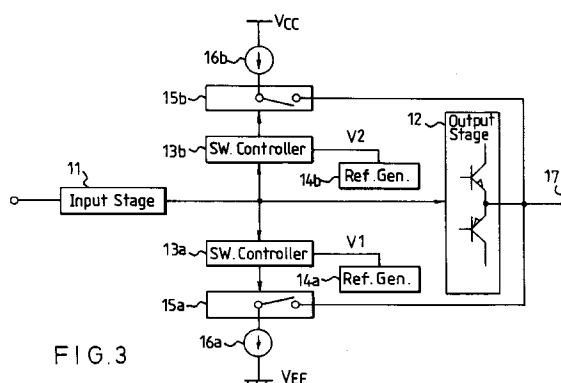 VCC
16b
15b
12
Output
Stage
V2
13b
SW. Controller
11
14b
Ref. Gen.
17
Input Stage
13a
SW. Controller
V1
14a
Ref. Gen.
15a
16a
FIG.3
VEE